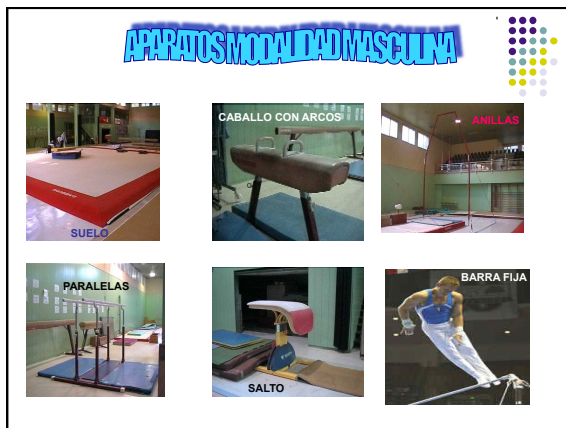 APARATOS MODALIDAD MASCULINA
CABALLO CON ARCOS
ANILLAS
SUELO
PARALELAS
BARRA FIJA
SALTO